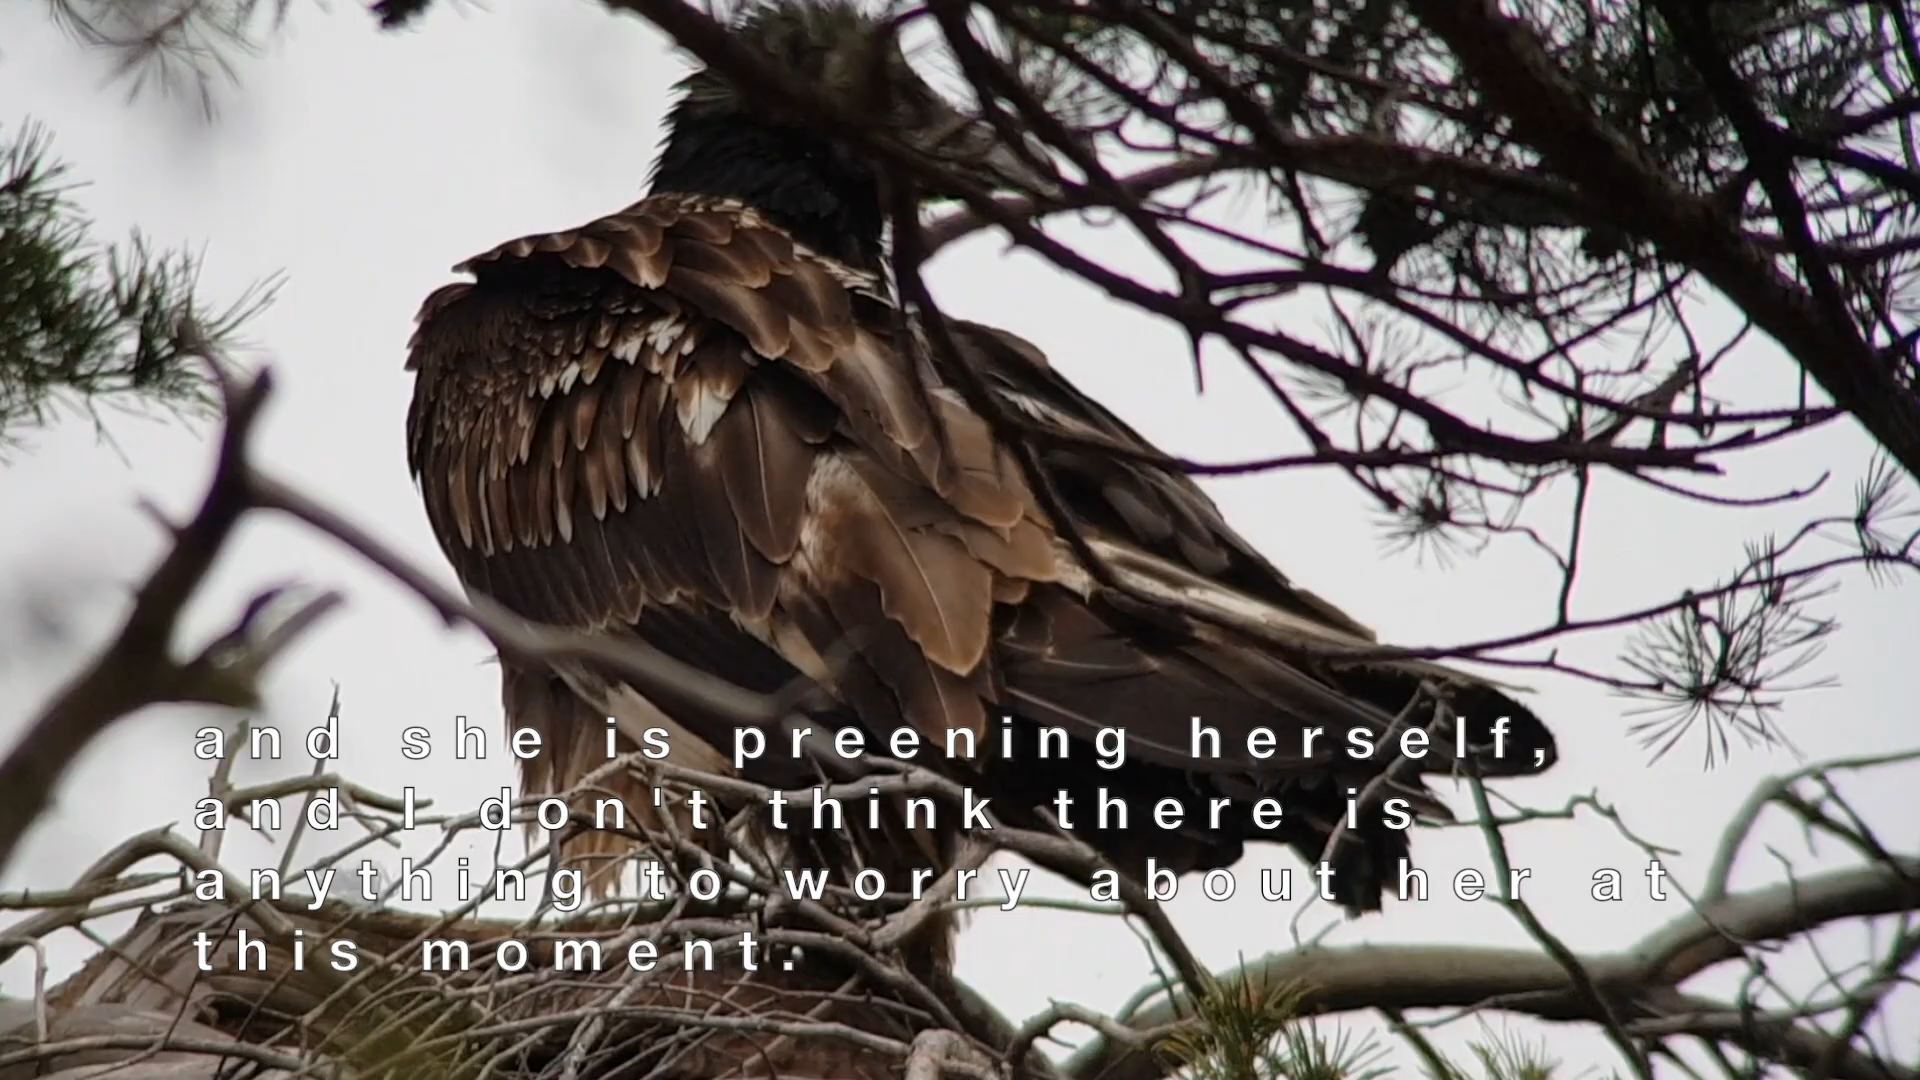 and she is preening herself,
and I don't think there is
anything to worry about her at
this moment.